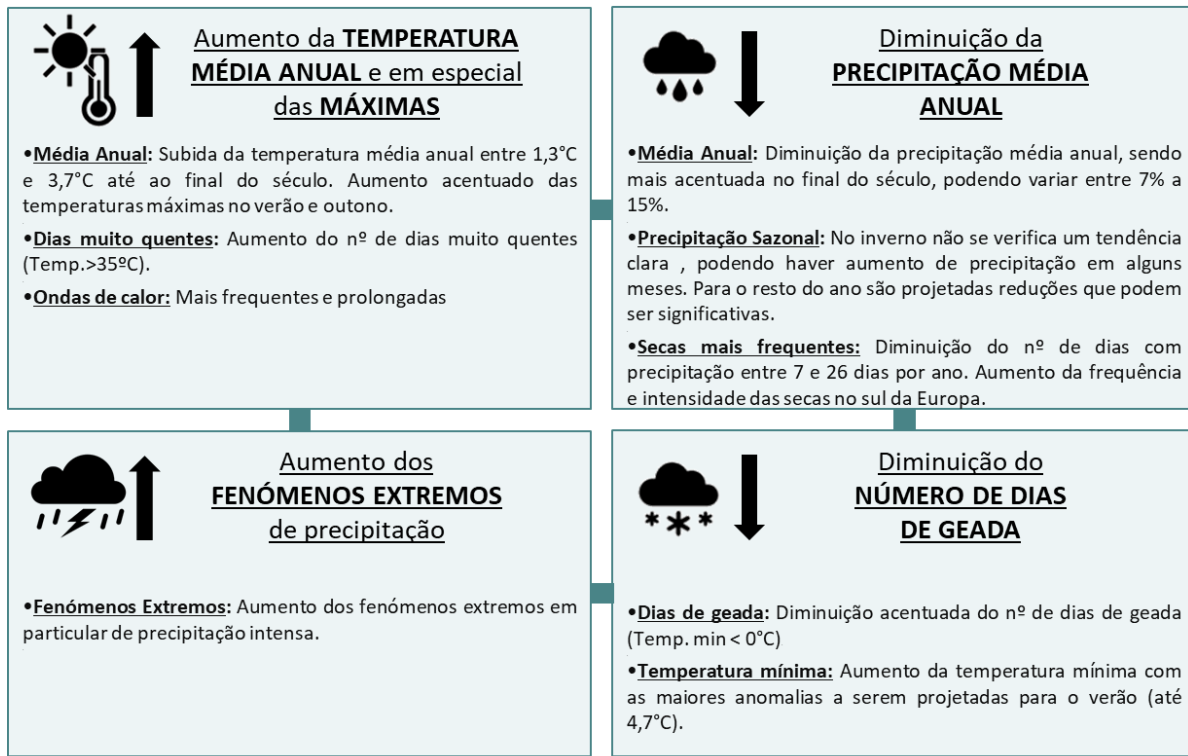 Aumento da TEMPERATURA
MÉDIA ANUAL e em especial
das MÁXIMAS
•Média Anual: Subida da temperatura média anual entre 1,3°C
e 3,7°C até ao final do século. Aumento acentuado das
temperaturas máximas no verão e outono.
•Dias muito quentes: Aumento do nº de dias muito quentes
(Temp.>35ºC).
•Ondas de calor: Mais frequentes e prolongadas
Diminuição da
PRECIPITAÇÃO MÉDIA
ANUAL
•Média Anual: Diminuição da precipitação média anual, sendo
mais acentuada no final do século, podendo variar entre 7% a
15%.
•Precipitação Sazonal: No inverno não se verifica um tendência
clara , podendo haver aumento de precipitação em alguns
meses. Para o resto do ano são projetadas reduções que podem
ser significativas.
•Secas mais frequentes: Diminuição do nº de dias com
precipitação entre 7 e 26 dias por ano. Aumento da frequência
e intensidade das secas no sul da Europa.
Aumento dos
FENÓMENOS EXTREMOS
de precipitação
•Fenómenos Extremos: Aumento dos fenómenos extremos em
particular de precipitação intensa.
Diminuição do
NÚMERO DE DIAS
DE GEADA
•Dias de geada: Diminuição acentuada do nº de dias de geada
(Temp. min < 0°C)
•Temperatura mínima: Aumento da temperatura mínima com
as maiores anomalias a serem projetadas para o verão (até
4,7°C).